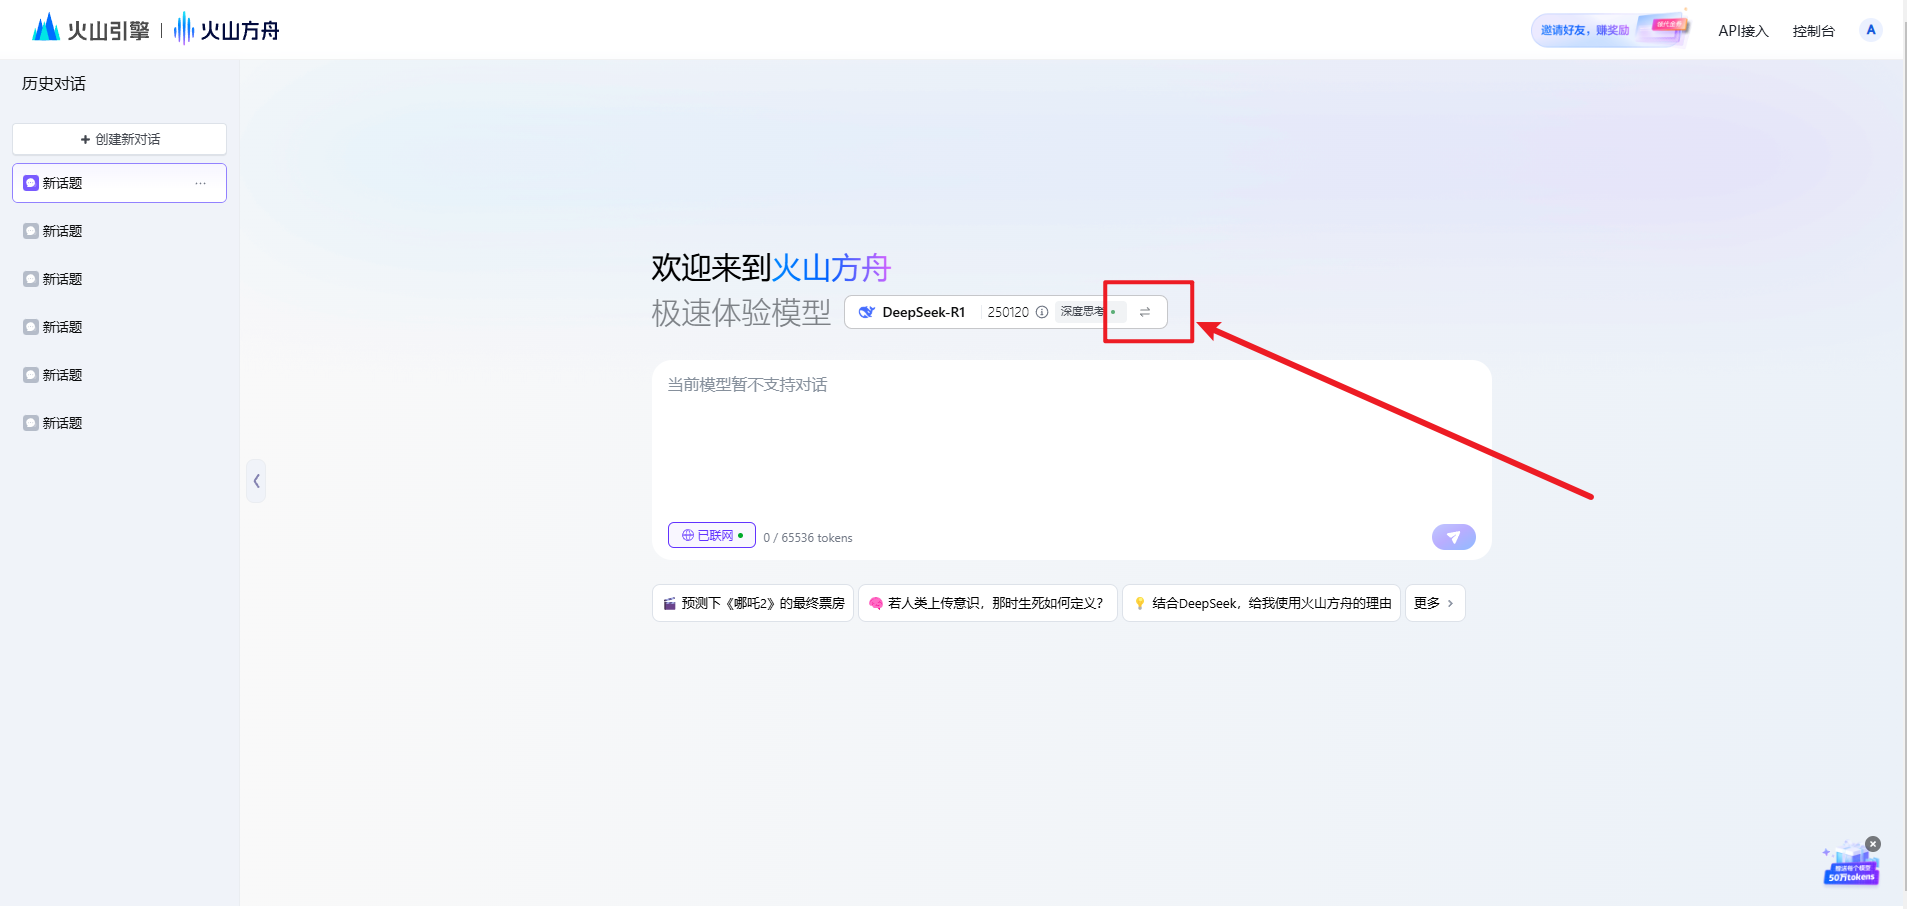 火山引擎 | 火山方舟
邀请好友，赚奖励
API接入
控制台
A
历史对话
+ 创建新对话
新话题 ···
新话题
新话题
新话题
新话题
新话题
欢迎来到火山方舟
极速体验模型
DeepSeek-R1 250120 深度思考
当前模型暂不支持对话
已联网
0 / 65536 tokens
预测下《哪吒2》的最终票房
若人类上传意识，那时生死如何定义？
结合DeepSeek，给我使用火山方舟的理由
更多
50万tokens